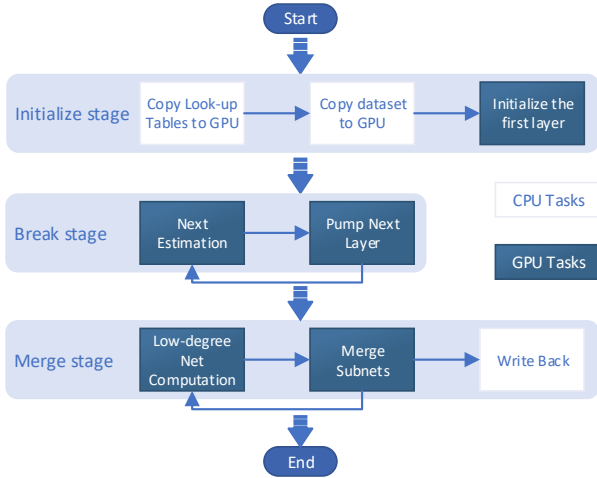 Start
Initialize stage
Copy Look-up
Tables to GPU
Copy dataset
to GPU
Initialize the
first layer
CPU Tasks
Break stage
Next
Estimation
Pump Next
Layer
GPU Tasks
Merge stage
Low-degree
Net
Computation
Merge
Subnets
Write Back
End